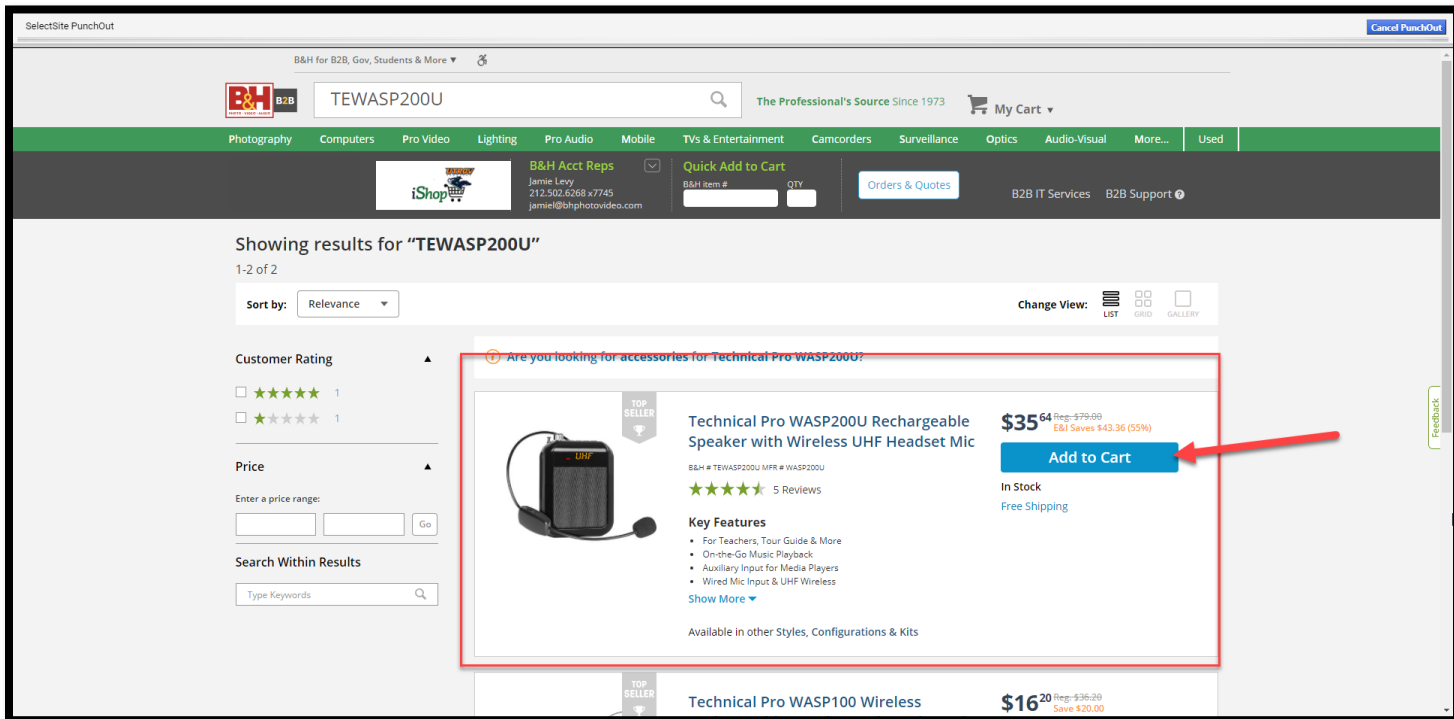 SelectSite PunchOut
Cancel PunchOut
B&H for B2B, Gov, Students & More
B&H B2B
PHOTO · VIDEO · AUDIO
TEWASP200U
The Professional's Source Since 1973
My Cart
Photography Computers Pro Video Lighting Pro Audio Mobile TVs & Entertainment Camcorders Surveillance Optics Audio-Visual More... Used
iShop
B&H Acct Reps
Jamie Levy
212.502.6268 x7745
jamiel@bhphotovideo.com
Quick Add to Cart
B&H item # QTY
Orders & Quotes
B2B IT Services B2B Support
Showing results for “TEWASP200U”
1-2 of 2
Sort by: Relevance
Change View: LIST GRID GALLERY
Customer Rating
1
1
Price
Enter a price range:
Go
Search Within Results
Type Keywords
Are you looking for accessories for Technical Pro WASP200U?
TOP
SELLER
UHF
Technical Pro WASP200U Rechargeable
Speaker with Wireless UHF Headset Mic
B&H # TEWASP200U MFR # WASP200U
5 Reviews
Key Features
For Teachers, Tour Guide & More
On-the-Go Music Playback
Auxiliary Input for Media Players
Wired Mic Input & UHF Wireless
Show More
Available in other Styles, Configurations & Kits
$35 64 Reg. $79.00
E&I Saves $43.36 (55%)
Add to Cart
In Stock
Free Shipping
Feedback
TOP
SELLER
Technical Pro WASP100 Wireless
$16 20 Reg. $36.20
Save $20.00